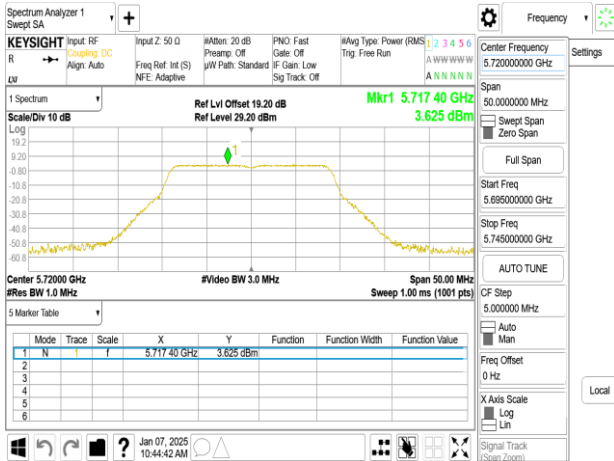 Spectrum Analyzer 1
Swept SA
Frequency
KEYSIGHT
R
Input: RF
Coupling: DC
Align: Auto
Input Z: 50 Ω
Freq Ref: Int (S)
NFE: Adaptive
#Atten: 20 dB
Preamp: Off
µW Path: Standard
PNO: Fast
Gate: Off
IF Gain: Low
Sig Track: Off
#Avg Type: Power (RMS
Trig: Free Run
1 2 3 4 5 6
A W W W W W
A N N N N N
1 Spectrum
Scale/Div 10 dB
Ref Lvl Offset 19.20 dB
Ref Level 29.20 dBm
Mkr1 5.717 40 GHz
3.625 dBm
Log
19.2
9.20
-0.80
-10.8
-20.8
-30.8
-40.8
-50.8
-60.8
1
Center 5.72000 GHz
#Video BW 3.0 MHz
Span 50.00 MHz
#Res BW 1.0 MHz
Sweep 1.00 ms (1001 pts)
5 Marker Table
Mode Trace Scale X Y Function Function Width Function Value
1 N 1 f 5.717 40 GHz 3.625 dBm
2
3
4
5
6
Jan 07, 2025
10:44:42 AM
Center Frequency
5.72000000 GHz
Settings
Span
50.0000000 MHz
Swept Span
Zero Span
Full Span
Start Freq
5.695000000 GHz
Stop Freq
5.745000000 GHz
AUTO TUNE
CF Step
5.000000 MHz
Auto
Man
Freq Offset
0 Hz
Local
X Axis Scale
Log
Lin
Signal Track
(Span Zoom)